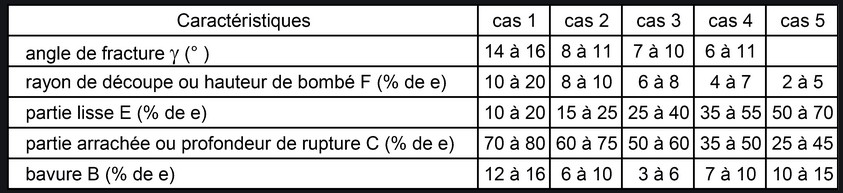 Caractéristiques cas 1 cas 2 cas 3 cas 4 cas 5
angle de fracture γ (° ) 14 à 16 8 à 11 7 à 10 6 à 11
rayon de découpe ou hauteur de bombé F (% de e) 10 à 20 8 à 10 6 à 8 4 à 7 2 à 5
partie lisse E (% de e) 10 à 20 15 à 25 25 à 40 35 à 55 50 à 70
partie arrachée ou profondeur de rupture C (% de e) 70 à 80 60 à 75 50 à 60 35 à 50 25 à 45
bavure B (% de e) 12 à 16 6 à 10 3 à 6 7 à 10 10 à 15